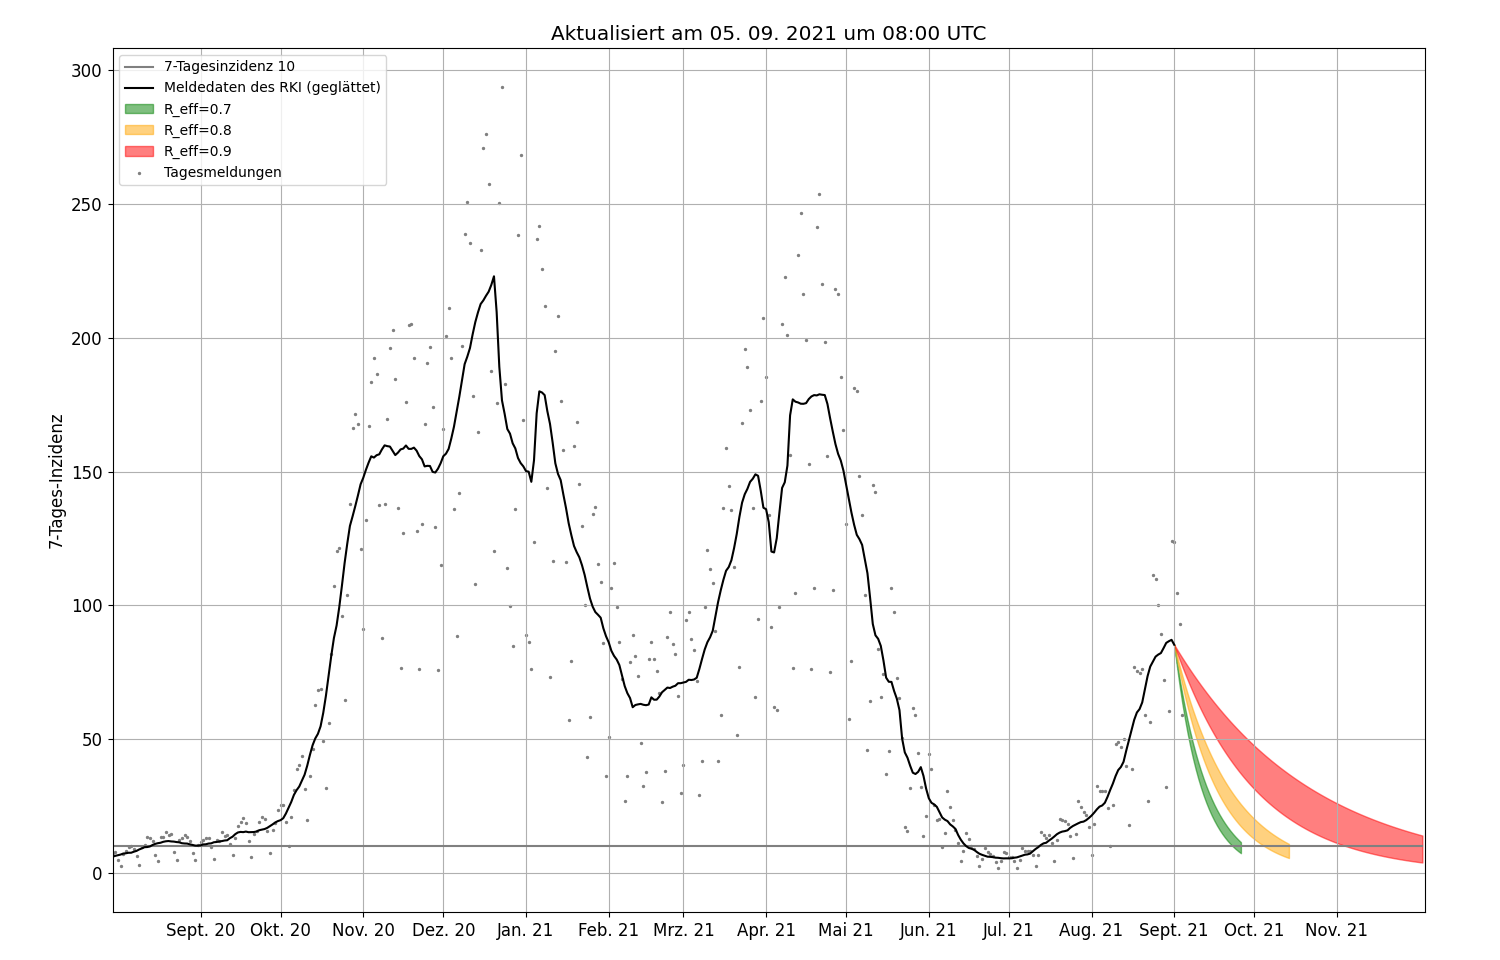 Aktualisiert am 05. 09. 2021 um 08:00 UTC
7-Tagesinzidenz 10
Meldedaten des RKI (geglättet)
R_eff=0.7
R_eff=0.8
R_eff=0.9
Tagesmeldungen
7-Tages-Inzidenz
300
250
200
150
100
50
0
Sept. 20 Okt. 20 Nov. 20 Dez. 20 Jan. 21 Feb. 21 Mrz. 21 Apr. 21 Mai 21 Jun. 21 Jul. 21 Aug. 21 Sept. 21 Oct. 21 Nov. 21